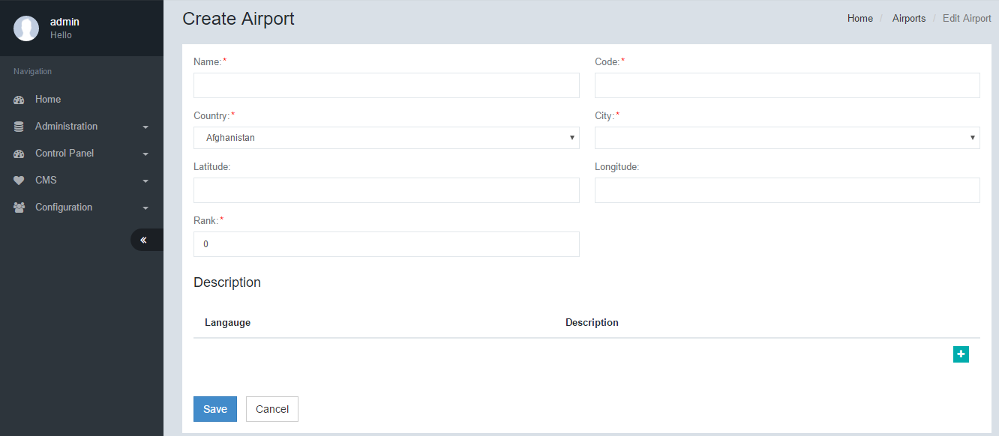 admin
Hello
Navigation
Home
Administration
Control Panel
CMS
Configuration
Create Airport
Home / Airports / Edit Airport
Name:* Code:*
Country:* City:*
Afghanistan
Latitude: Longitude:
Rank:*
0
Description
Langauge Description
Save Cancel